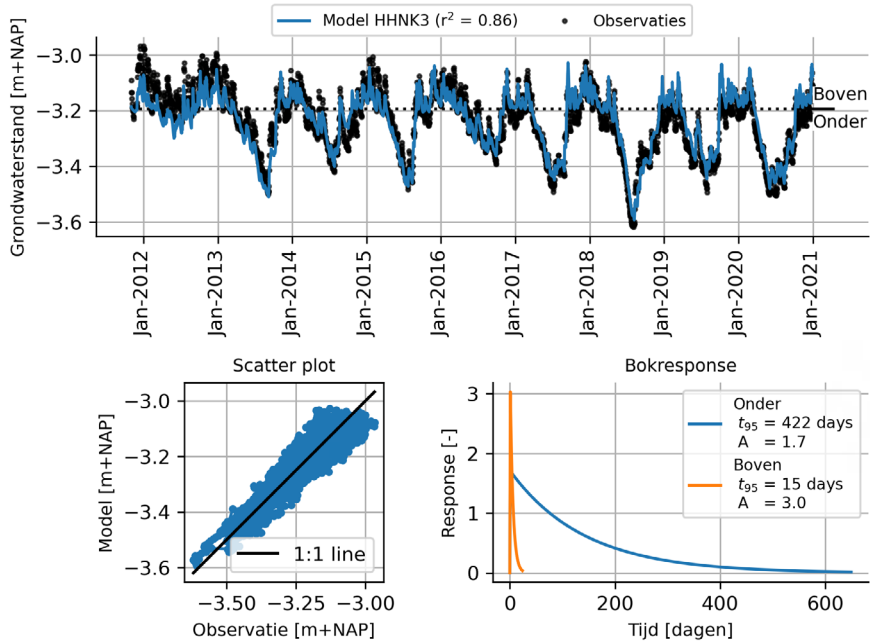 Model HHNK3 (r² = 0.86)
Observaties
Grondwaterstand [m+NAP]
−3.0
−3.2
−3.4
−3.6
Boven
Onder
Jan-2012
Jan-2013
Jan-2014
Jan-2015
Jan-2016
Jan-2017
Jan-2018
Jan-2019
Jan-2020
Jan-2021
Scatter plot
Model [m+NAP]
−3.0
−3.2
−3.4
−3.6
1:1 line
−3.50
−3.25
−3.00
Observatie [m+NAP]
Bokresponse
Response [-]
3
2
1
0
Onder
t₉₅ = 422 days
A = 1.7
Boven
t₉₅ = 15 days
A = 3.0
0
200
400
600
Tijd [dagen]